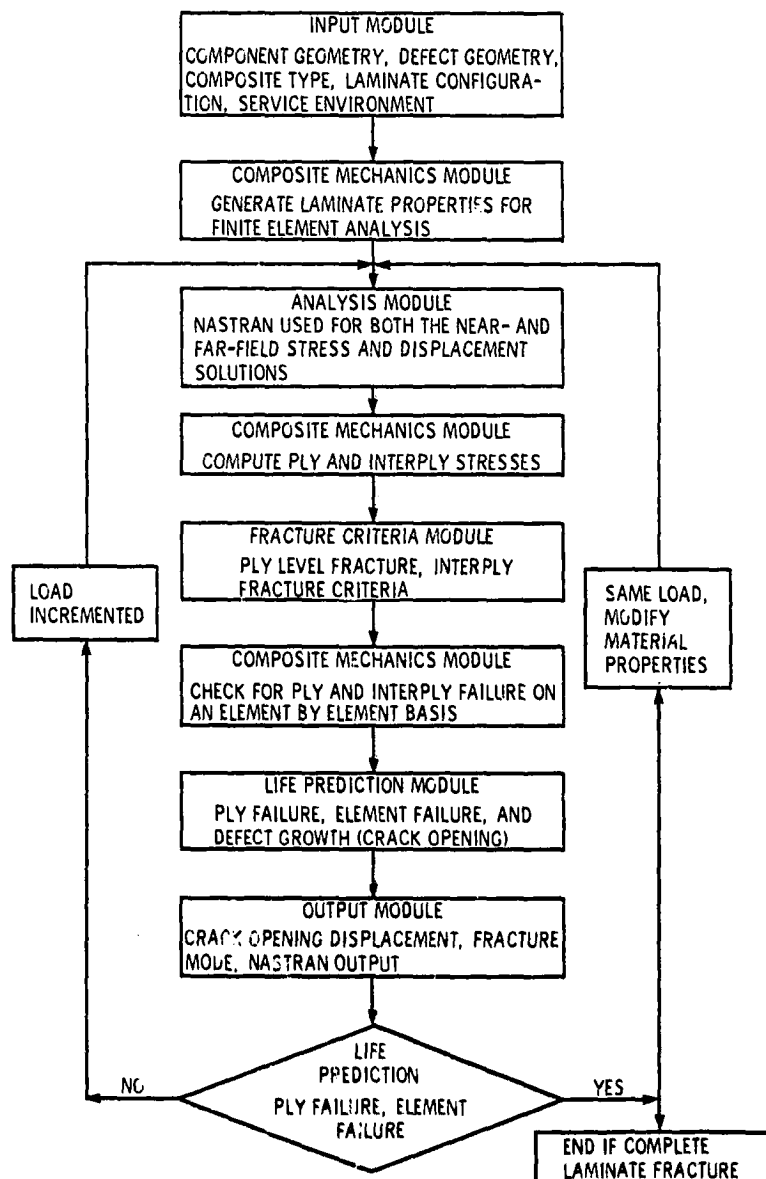 INPUT MODULE
COMPONENT GEOMETRY, DEFECT GEOMETRY,
COMPOSITE TYPE, LAMINATE CONFIGURA-
TION, SERVICE ENVIRONMENT
COMPOSITE MECHANICS MODULE
GENERATE LAMINATE PROPERTIES FOR
FINITE ELEMENT ANALYSIS
ANALYSIS MODULE
NASTRAN USED FOR BOTH THE NEAR- AND
FAR-FIELD STRESS AND DISPLACEMENT
SOLUTIONS
COMPOSITE MECHANICS MODULE
COMPUTE PLY AND INTERPLY STRESSES
FRACTURE CRITERIA MODULE
PLY LEVEL FRACTURE, INTERPLY
FRACTURE CRITERIA
LOAD
INCREMENTED
SAME LOAD,
MODIFY
MATERIAL
PROPERTIES
COMPOSITE MECHANICS MODULE
CHECK FOR PLY AND INTERPLY FAILURE ON
AN ELEMENT BY ELEMENT BASIS
LIFE PREDICTION MODULE
PLY FAILURE, ELEMENT FAILURE, AND
DEFECT GROWTH (CRACK OPENING)
OUTPUT MODULE
CRACK OPENING DISPLACEMENT, FRACTURE
MODE, NASTRAN OUTPUT
LIFE
PREDICTION
PLY FAILURE, ELEMENT
FAILURE
NO
YES
END IF COMPLETE
LAMINATE FRACTURE